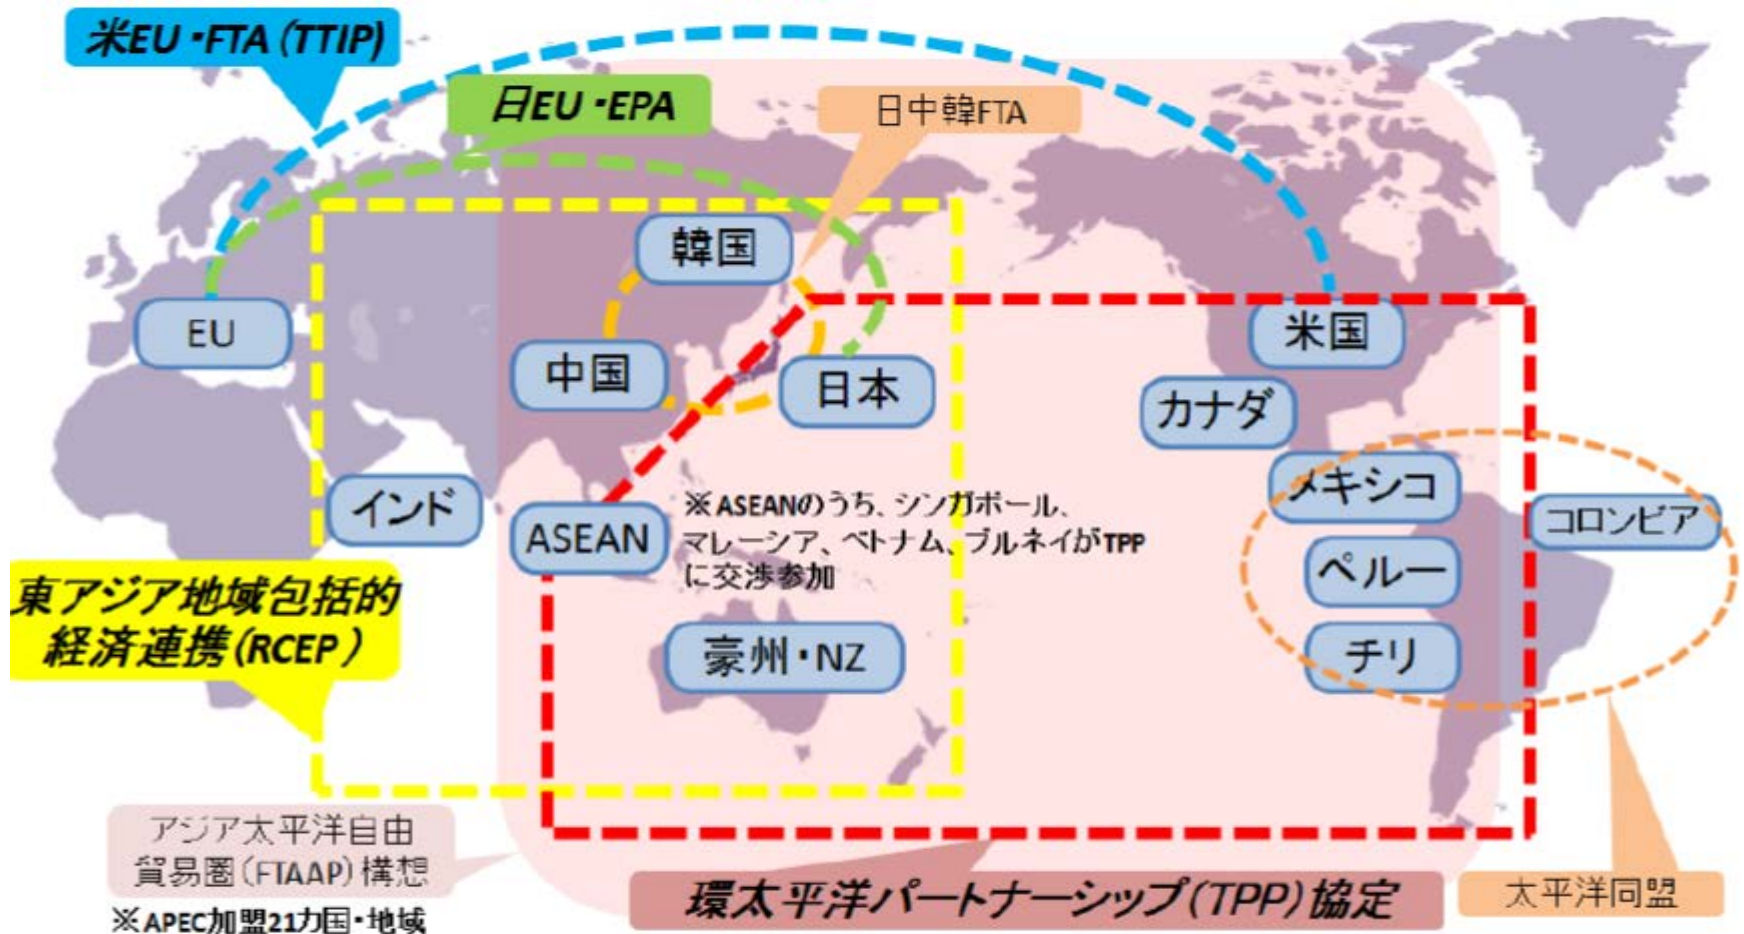 米EU・FTA (TTIP)
日EU・EPA
日中韓FTA
韓国
EU
中国
日本
米国
カナダ
インド
ASEAN
※ASEANのうち、シンガポール、
マレーシア、ベトナム、ブルネイがTPP
に交渉参加
メキシコ
コロンビア
ペルー
チリ
豪州・NZ
東アジア地域包括的
経済連携(RCEP)
アジア太平洋自由
貿易圏(FTAAP)構想
※APEC加盟21カ国・地域
環太平洋パートナーシップ(TPP)協定
太平洋同盟